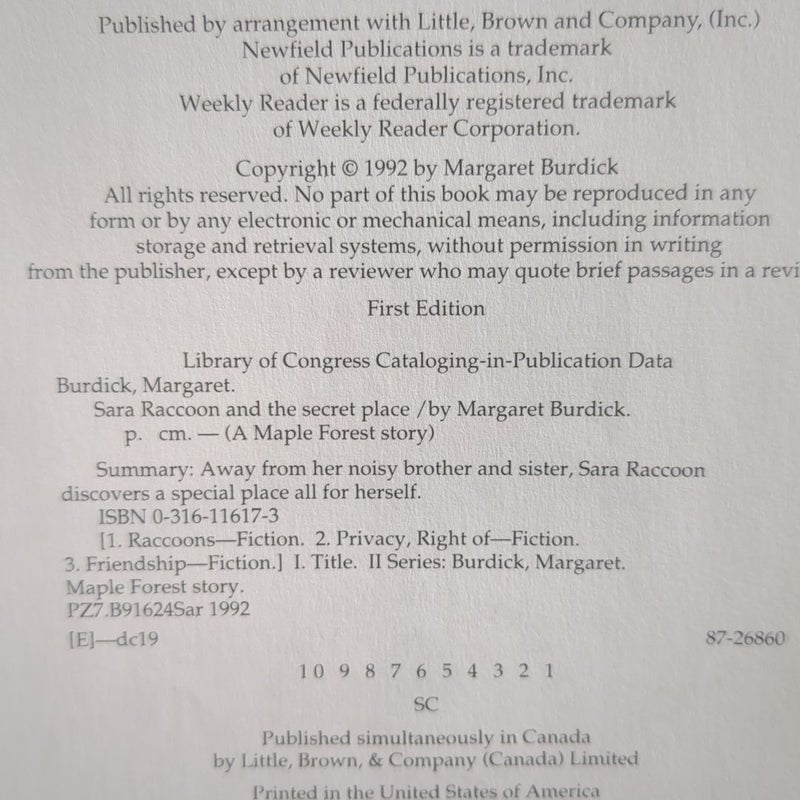 Published by arrangement with Little, Brown and Company, (Inc.)
Newfield Publications is a trademark
of Newfield Publications, Inc.
Weekly Reader is a federally registered trademark
of Weekly Reader Corporation.
Copyright © 1992 by Margaret Burdick
All rights reserved. No part of this book may be reproduced in any
form or by any electronic or mechanical means, including information
storage and retrieval systems, without permission in writing
from the publisher, except by a reviewer who may quote brief passages in a revi
First Edition
Library of Congress Cataloging-in-Publication Data
Burdick, Margaret.
Sara Raccoon and the secret place /by Margaret Burdick.
p. cm. — (A Maple Forest story)
Summary: Away from her noisy brother and sister, Sara Raccoon
discovers a special place all for herself.
ISBN 0-316-11617-3
[1. Raccoons—Fiction. 2. Privacy, Right of—Fiction.
3. Friendship—Fiction.] I. Title. II Series: Burdick, Margaret.
Maple Forest story.
PZ7.B91624Sar 1992
[E]—dc19 87-26860
10 9 8 7 6 5 4 3 2 1
SC
Published simultaneously in Canada
by Little, Brown, & Company (Canada) Limited
Printed in the United States of America